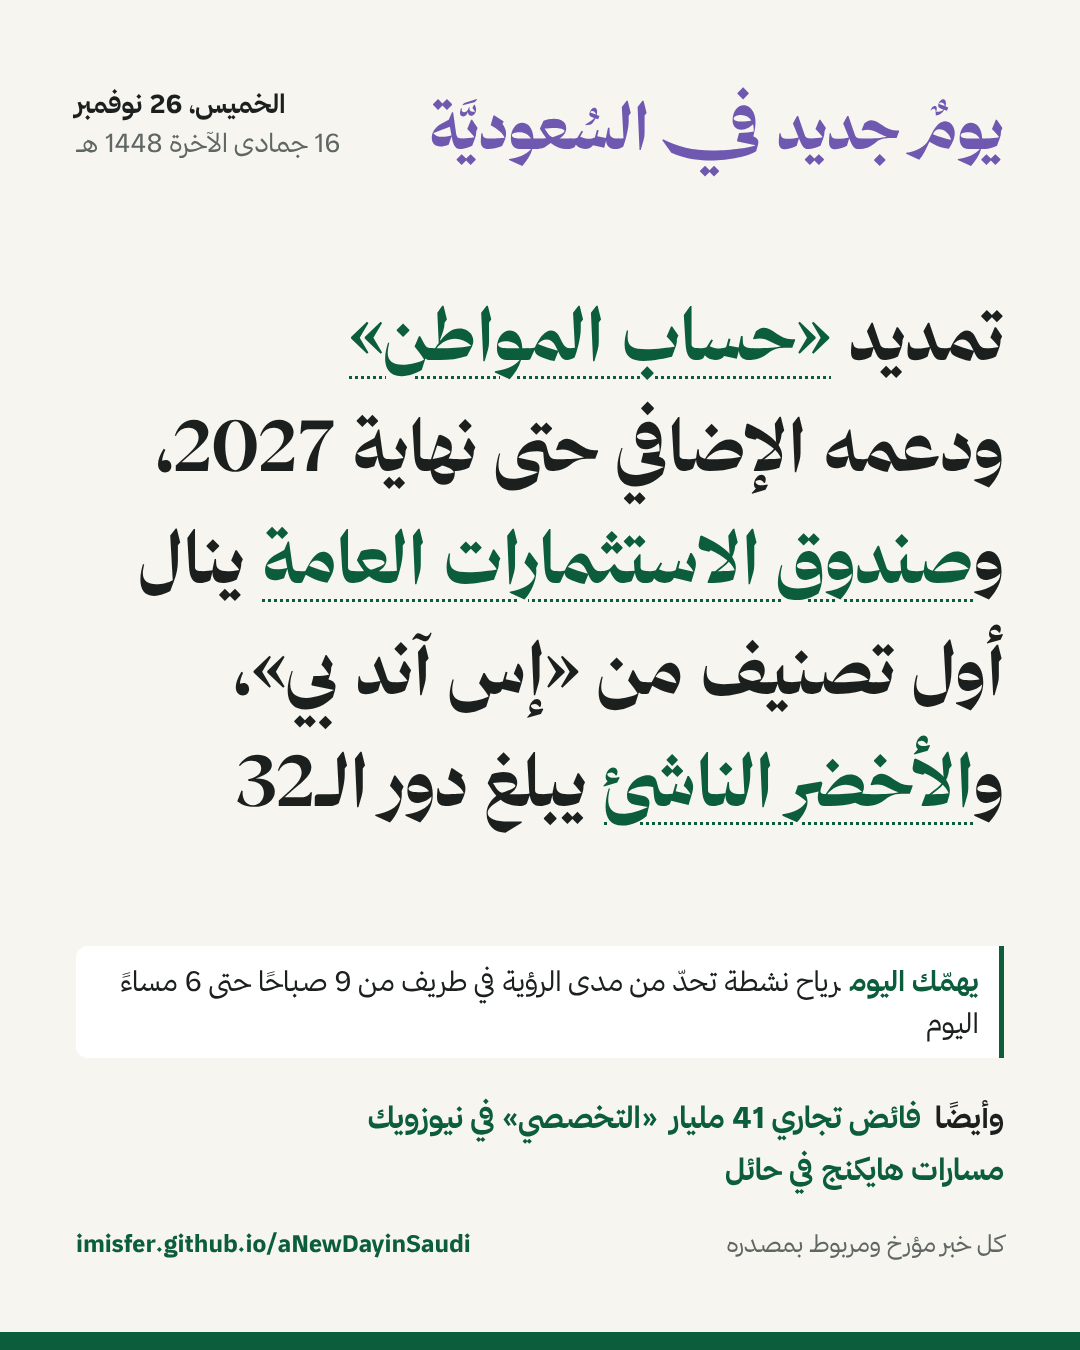 يومٌ جديد في السُعوديَّة
الخميس، 26 نوفمبر
16 جمادى الآخرة 1448 هـ
تمديد «حساب المواطن»
ودعمه الإضافي حتى نهاية 2027،
وصندوق الاستثمارات العامة ينال
أول تصنيف من «إس آند بي»،
والأخضر الناشئ يبلغ دور الـ32
يهمّك اليوم رياح نشطة تحدّ من مدى الرؤية في طريف من 9 صباحًا حتى 6 مساءً
اليوم
وأيضًا فائض تجاري 41 مليار «التخصصي» في نيوزويك
مسارات هايكنج في حائل
كل خبر مؤرخ ومربوط بمصدره
imisfer.github.io/aNewDayinSaudi